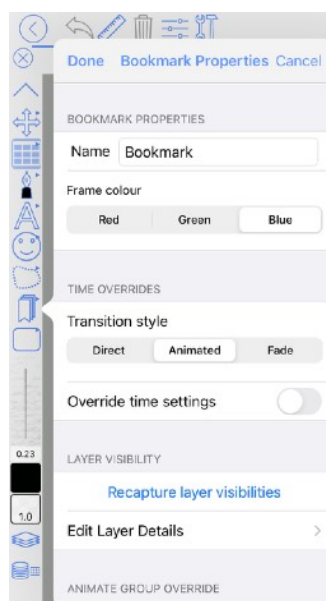 Done Bookmark Properties Cancel
BOOKMARK PROPERTIES
Name Bookmark
Frame colour
Red Green Blue
TIME OVERRIDES
Transition style
Direct Animated Fade
Override time settings
0.23
LAYER VISIBILITY
Recapture layer visibilities
1.0
Edit Layer Details
ANIMATE GROUP OVERRIDE